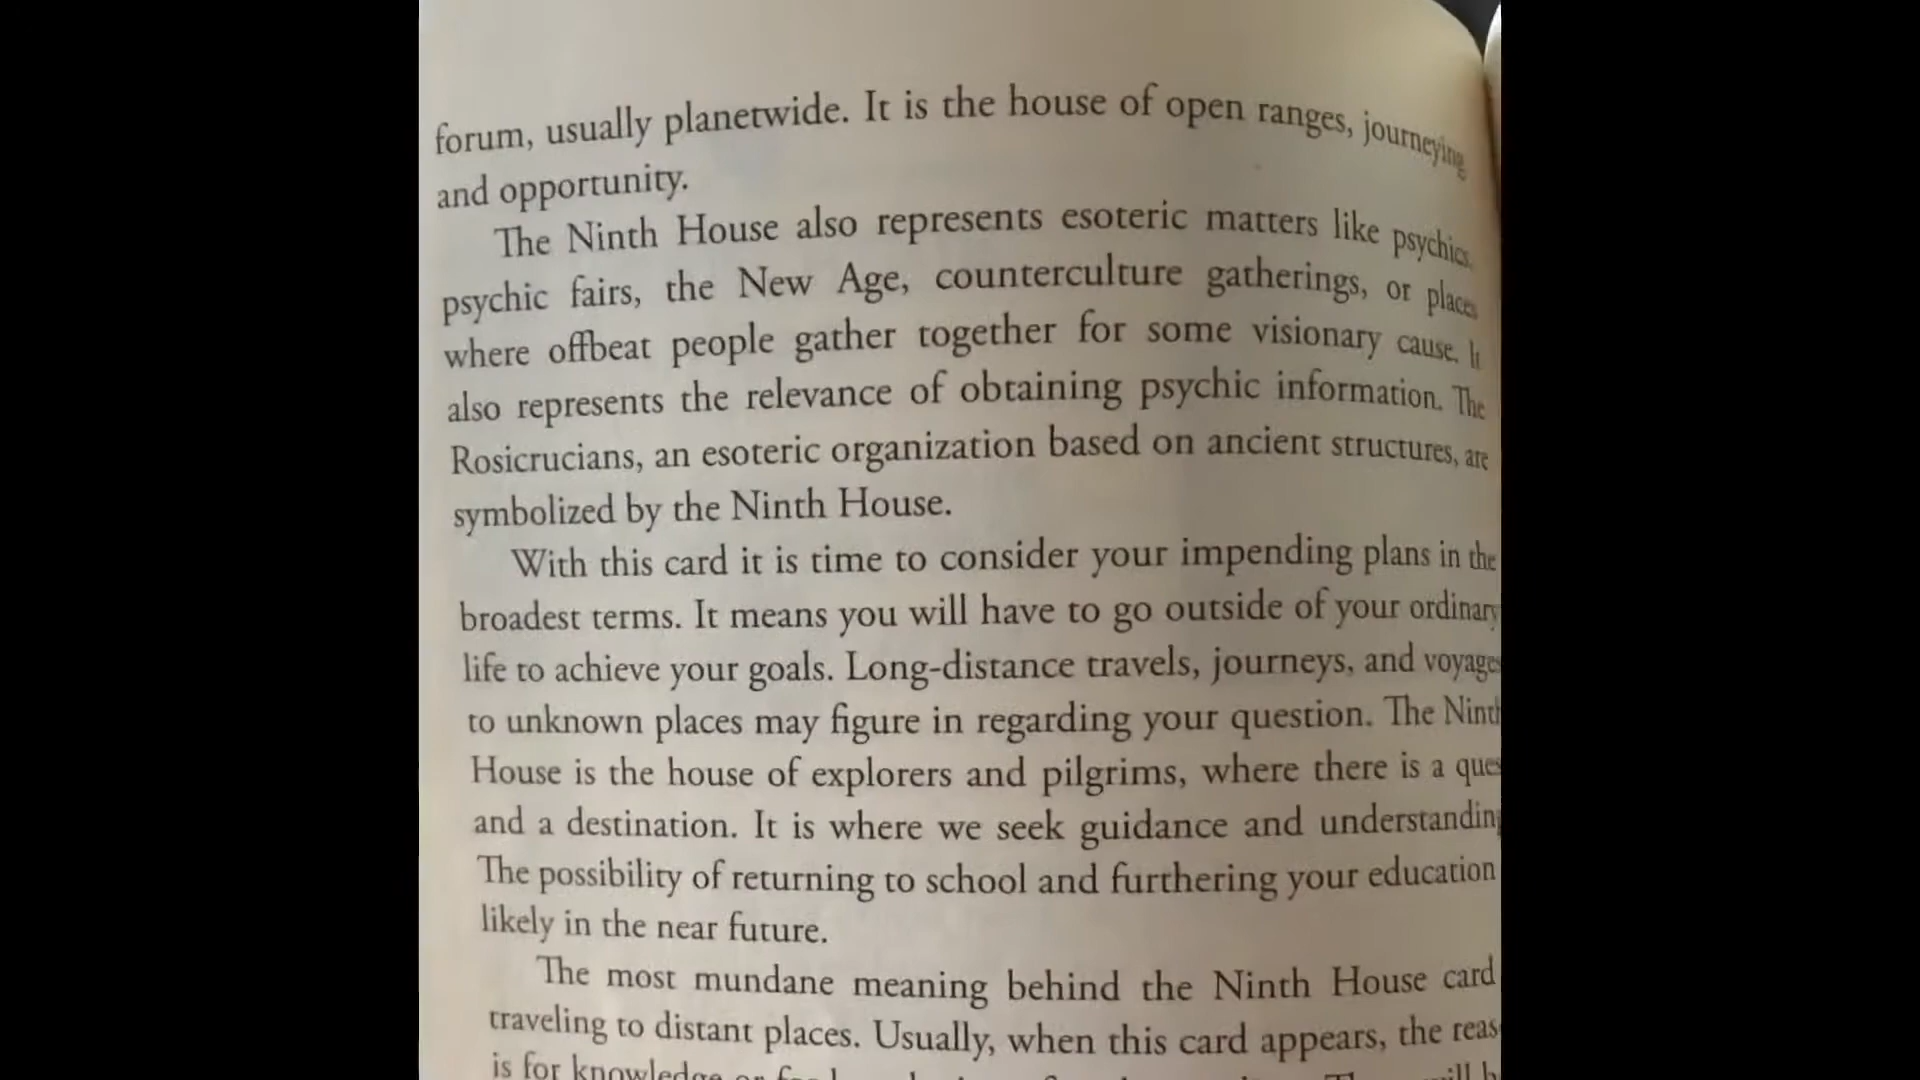 forum, usually planetwide. It is the house of open ranges, journeying
and opportunity.
The Ninth House also represents esoteric matters like psychics,
psychic fairs, the New Age, counterculture gatherings, or places
where offbeat people gather together for some visionary cause. It
also represents the relevance of obtaining psychic information. The
Rosicrucians, an esoteric organization based on ancient structures, are
symbolized by the Ninth House.
With this card it is time to consider your impending plans in the
broadest terms. It means you will have to go outside of your ordinary
life to achieve your goals. Long-distance travels, journeys, and voyages
to unknown places may figure in regarding your question. The Ninth
House is the house of explorers and pilgrims, where there is a ques
and a destination. It is where we seek guidance and understanding
The possibility of returning to school and furthering your education
likely in the near future.
The most mundane meaning behind the Ninth House card
traveling to distant places. Usually, when this card appears, the reas
is for knowledge or